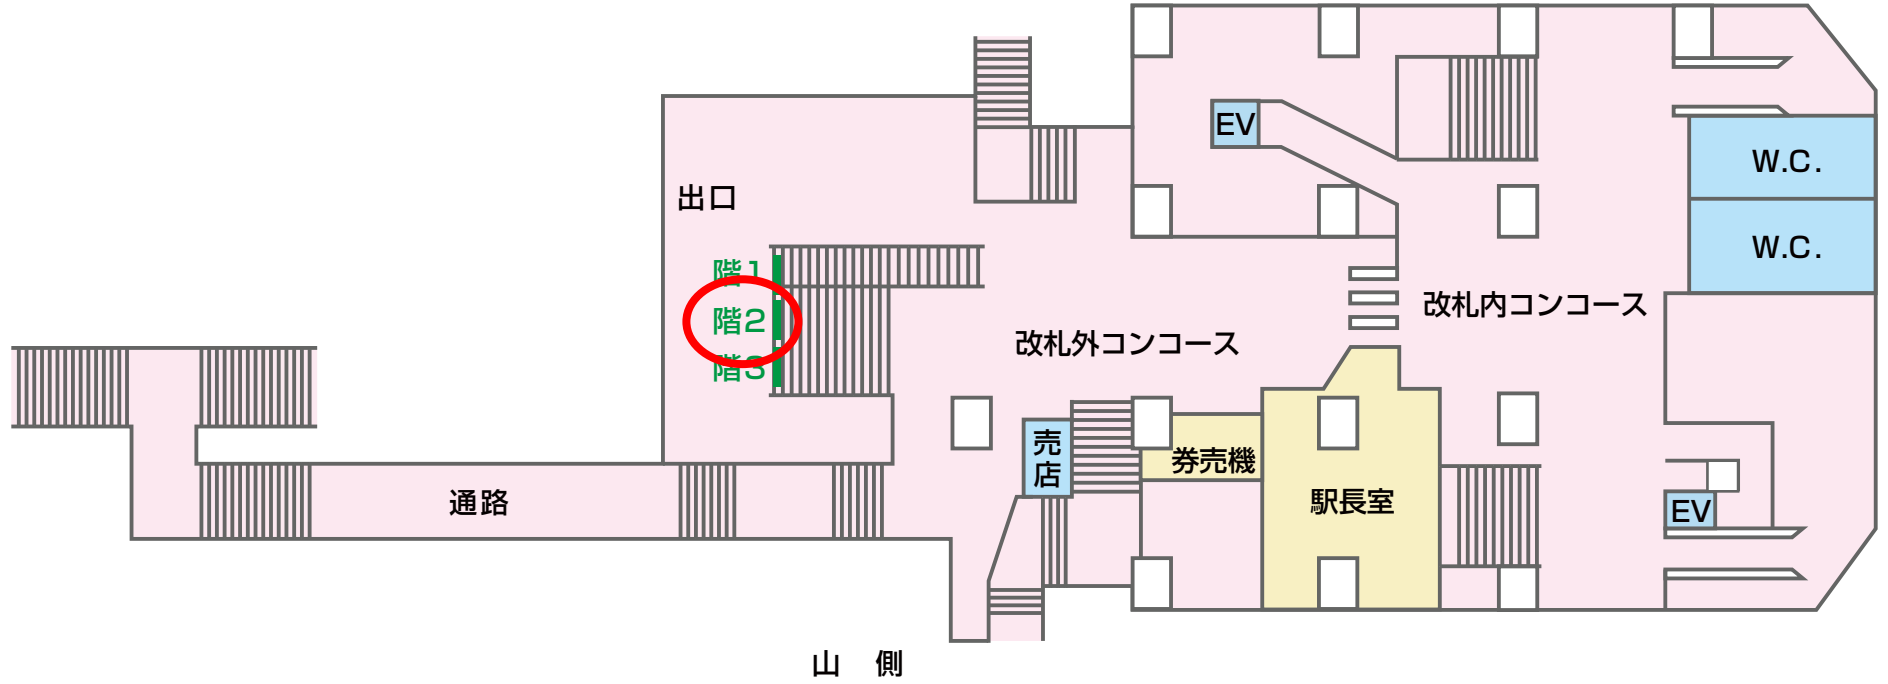 EV
W.C.
出口
W.C.
階1
改札内コンコース
階2
改札外コンコース
階3
売店
券売機
通路
駅長室
EV
山 側